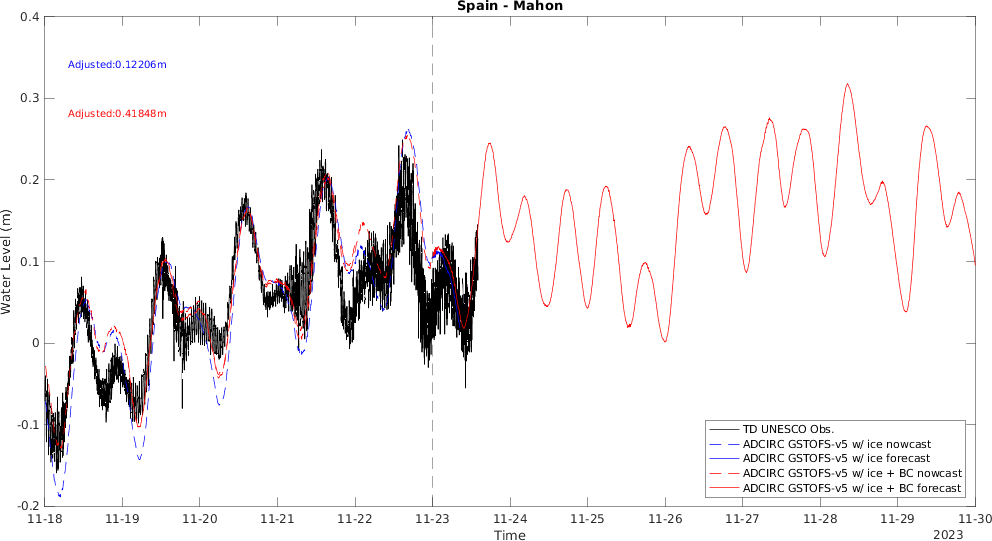 Spain - Mahon
Adjusted:0.12206m
Adjusted:0.41848m
Water Level (m)
0.4
0.3
0.2
0.1
0
-0.1
-0.2
TD UNESCO Obs.
ADCIRC GSTOFS-v5 w/ ice nowcast
ADCIRC GSTOFS-v5 w/ ice forecast
ADCIRC GSTOFS-v5 w/ ice + BC nowcast
ADCIRC GSTOFS-v5 w/ ice + BC forecast
11-18 11-19 11-20 11-21 11-22 11-23 11-24 11-25 11-26 11-27 11-28 11-29 11-30
Time
2023